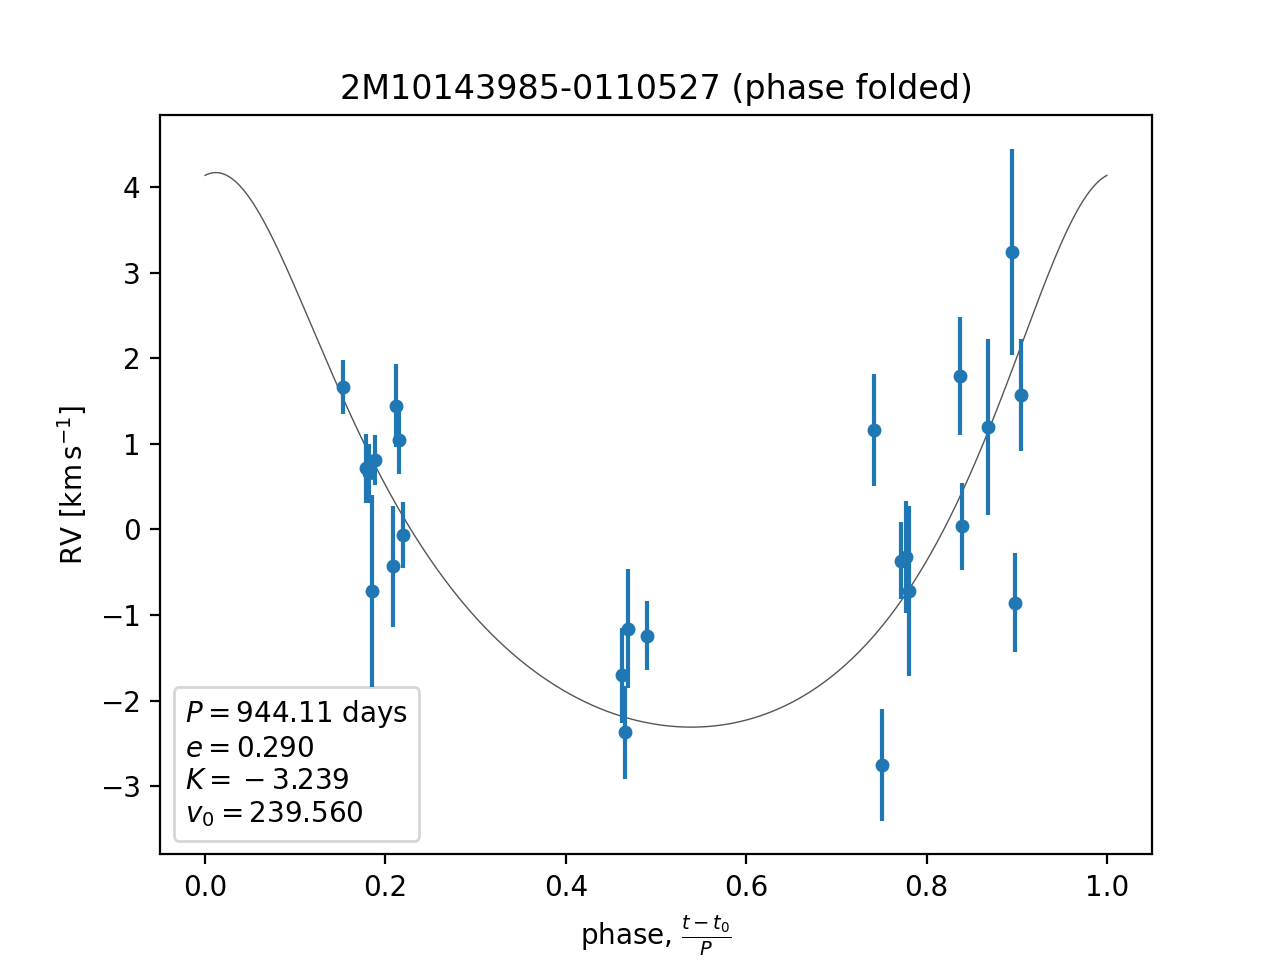 2M10143985-0110527 (phase folded)
4
3
2
1
0
−1
−2
−3
RV [km s⁻¹]
P = 944.11 days
e = 0.290
K = −3.239
v₀ = 239.560
0.0 0.2 0.4 0.6 0.8 1.0
phase, (t − t₀)/P